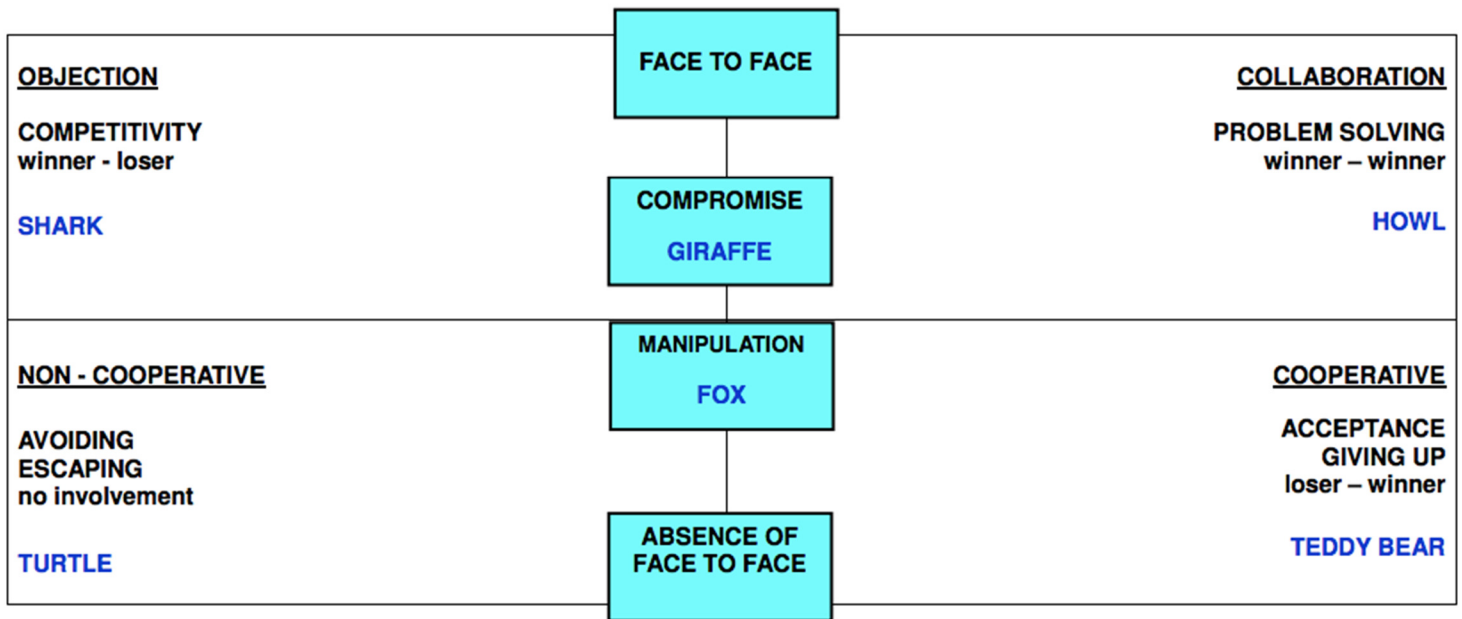 FACE TO FACE
OBJECTION
COMPETITIVITY
winner - loser
SHARK
COMPROMISE
GIRAFFE
COLLABORATION
PROBLEM SOLVING
winner – winner
HOWL
NON - COOPERATIVE
AVOIDING
ESCAPING
no involvement
TURTLE
MANIPULATION
FOX
ABSENCE OF
FACE TO FACE
COOPERATIVE
ACCEPTANCE
GIVING UP
loser – winner
TEDDY BEAR